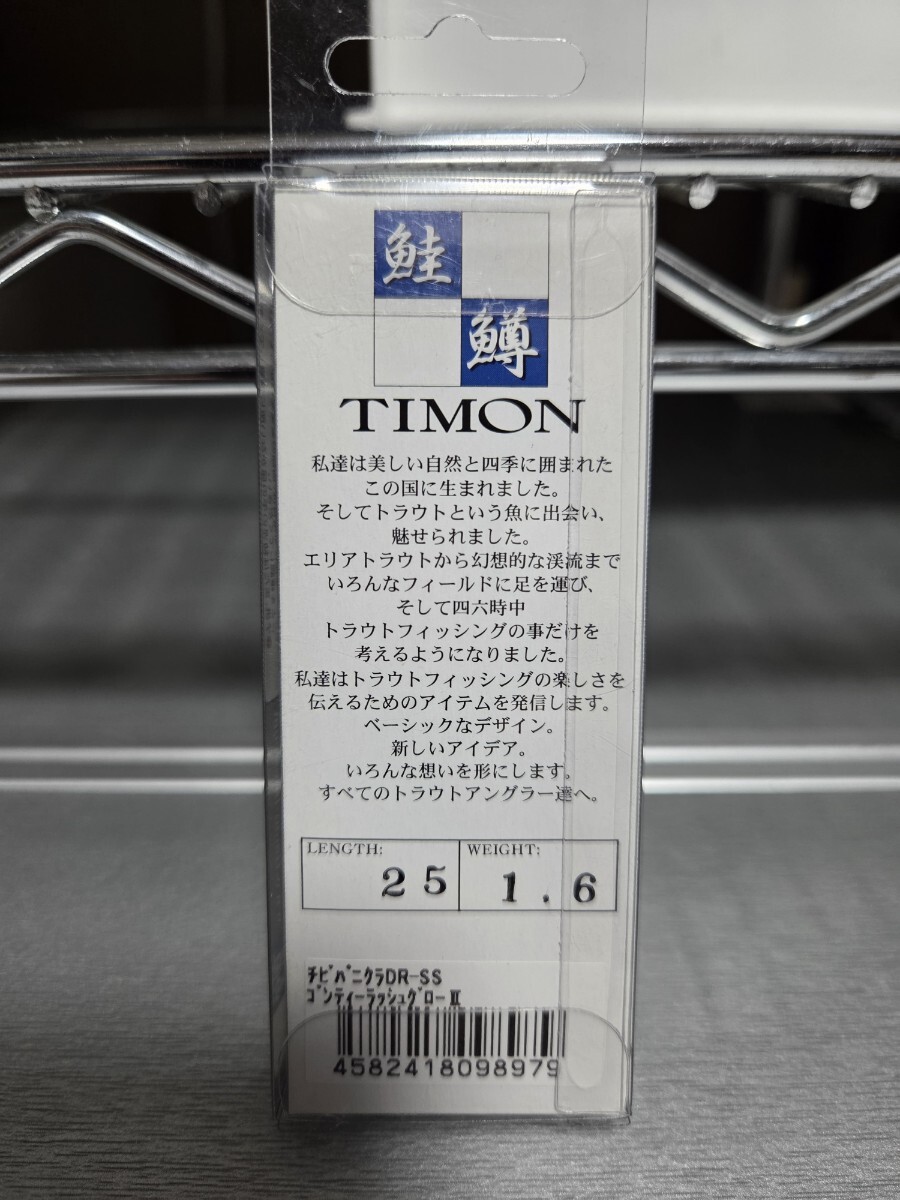 鮭
鱒
TIMON
私達は美しい自然と四季に囲まれた
この国に生まれました。
そしてトラウトという魚に出会い、
魅せられました。
エリアトラウトから幻想的な渓流まで
いろんなフィールドに足を運び、
そして四六時中
トラウトフィッシングの事だけを
考えるようになりました。
私達はトラウトフィッシングの楽しさを
伝えるためのアイテムを発信します。
ベーシックなデザイン。
新しいアイデア。
いろんな想いを形にします。
すべてのトラウトアングラー達へ。
LENGTH: WEIGHT:
25 1.6
ﾁﾋﾞﾊﾟﾆｸﾗDR-SS
ｺﾞﾝﾃｨｰﾗｯｼｭｸﾞﾛｰⅡ
4582418098979